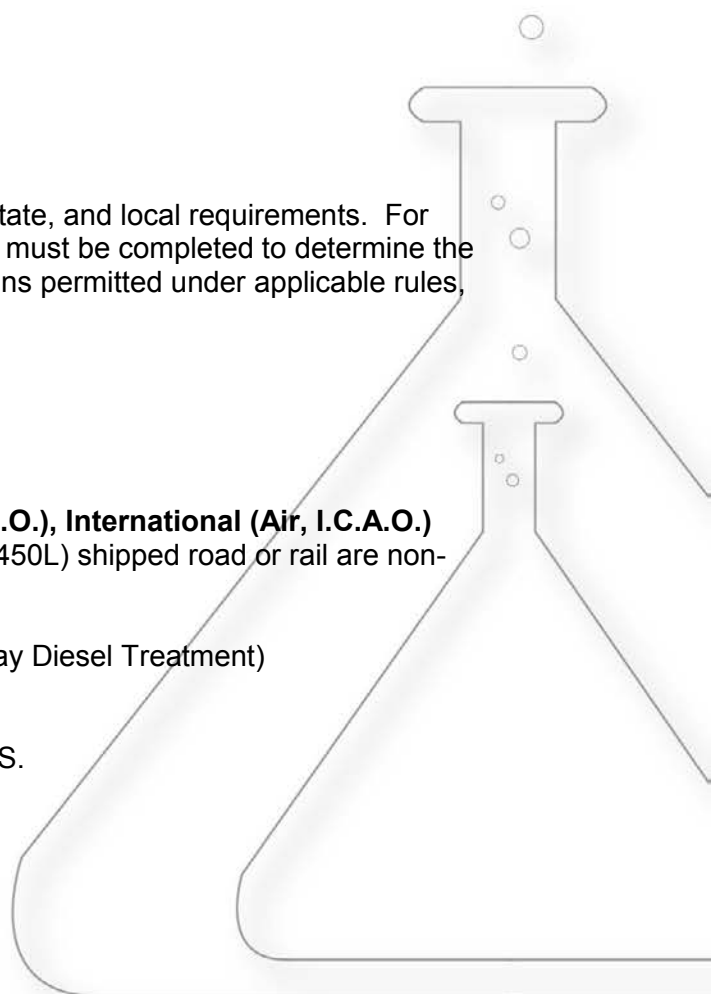 tate, and local requirements. For
must be completed to determine the
ns permitted under applicable rules,
.O.), International (Air, I.C.A.O.)
450L) shipped road or rail are non-
ay Diesel Treatment)
S.